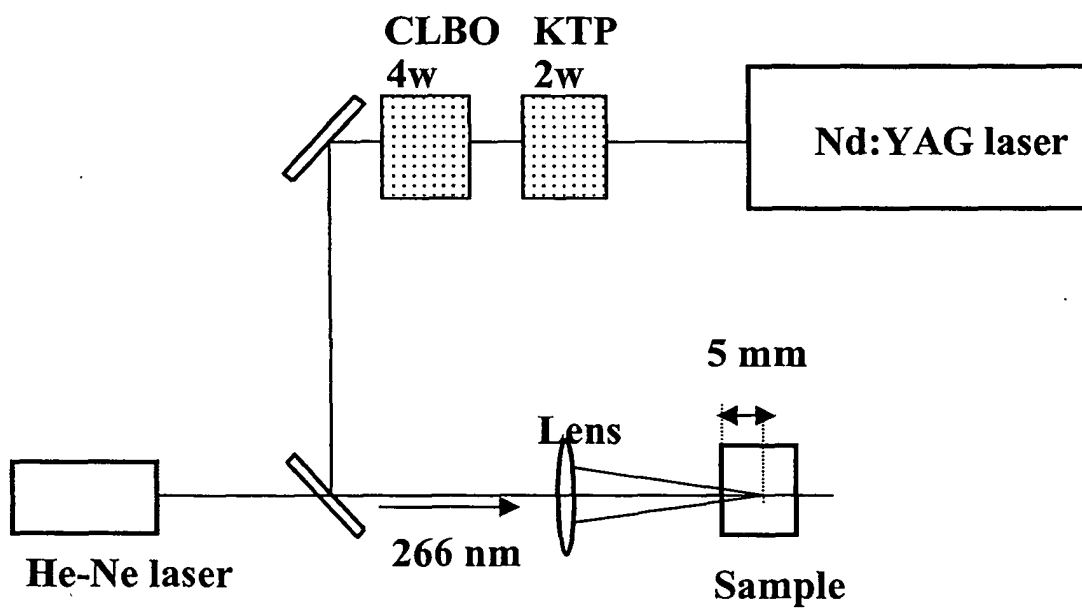 CLBO KTP
4w 2w
Nd:YAG laser
5 mm
Lens
266 nm
He-Ne laser
Sample